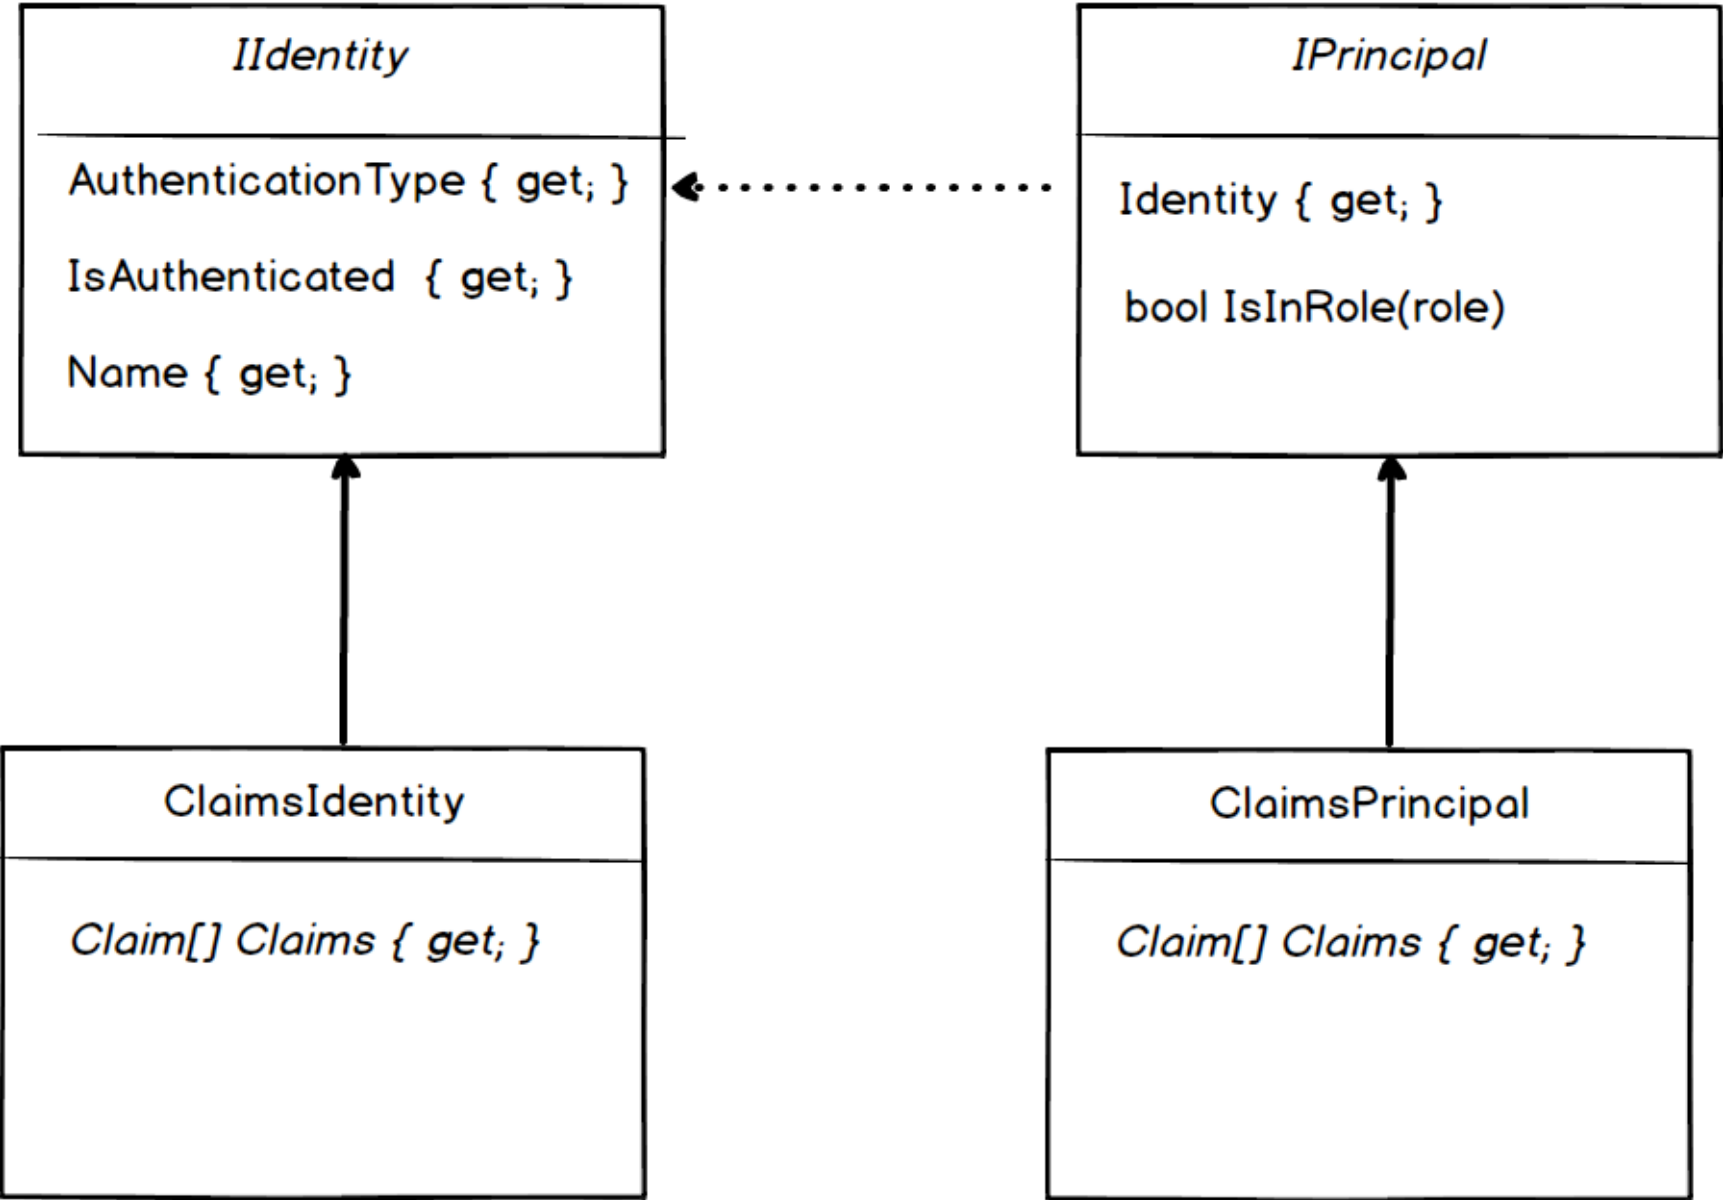 IIdentity
AuthenticationType { get; }
IsAuthenticated { get; }
Name { get; }
IPrincipal
Identity { get; }
bool IsInRole(role)
ClaimsIdentity
Claim[] Claims { get; }
ClaimsPrincipal
Claim[] Claims { get; }